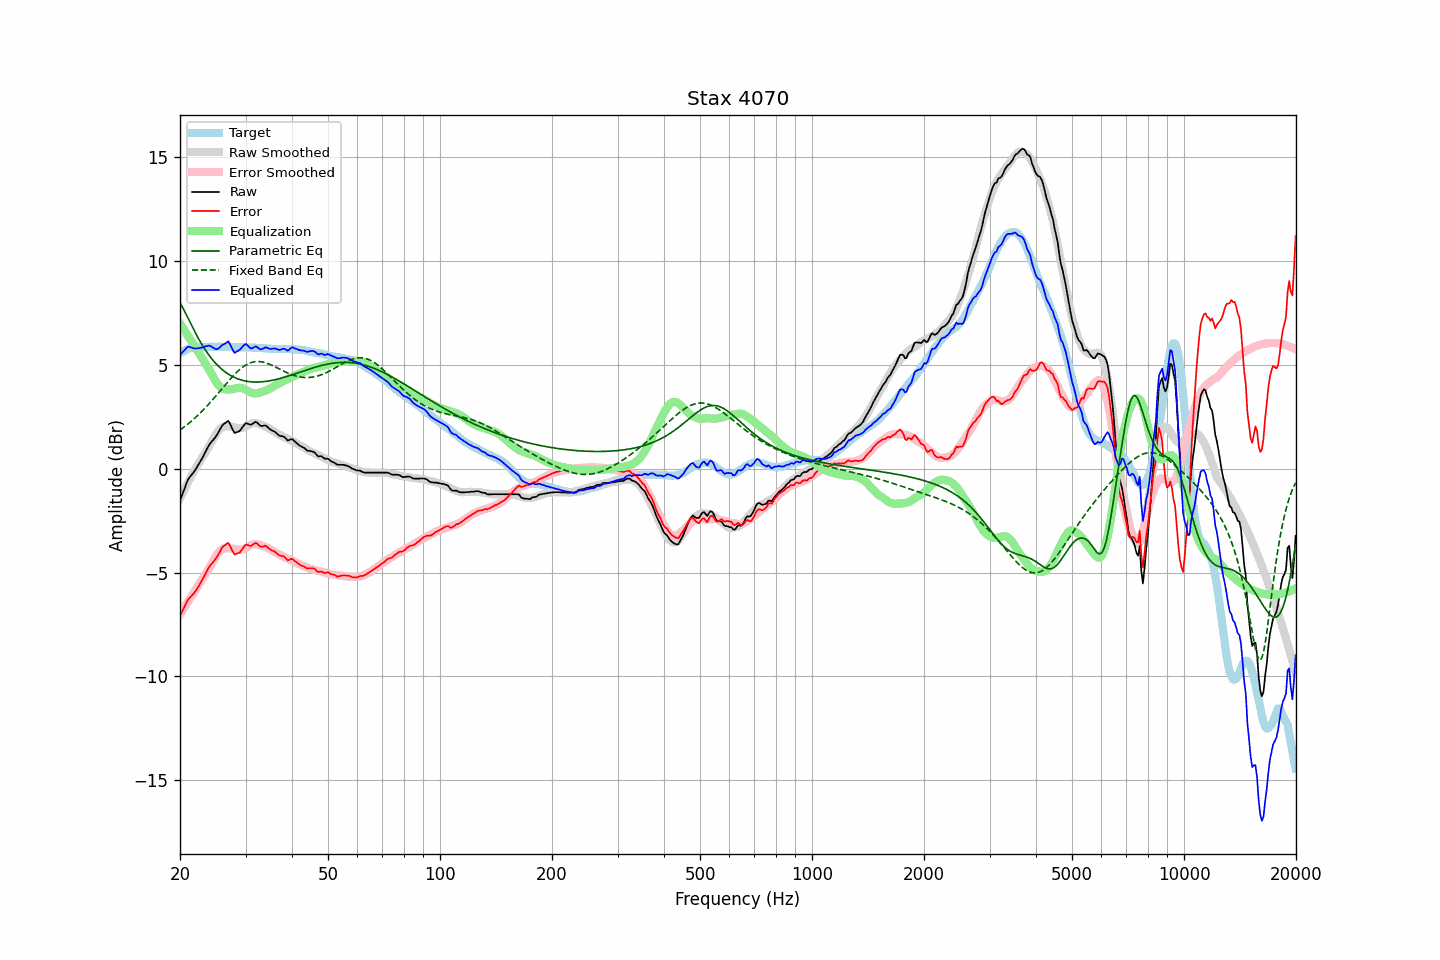 Stax 4070
Target
Raw Smoothed
Error Smoothed
Raw
Error
Equalization
Parametric Eq
Fixed Band Eq
Equalized
Amplitude (dBr)
15
10
5
0
−5
−10
−15
20 50 100 200 500 1000 2000 5000 10000 20000
Frequency (Hz)